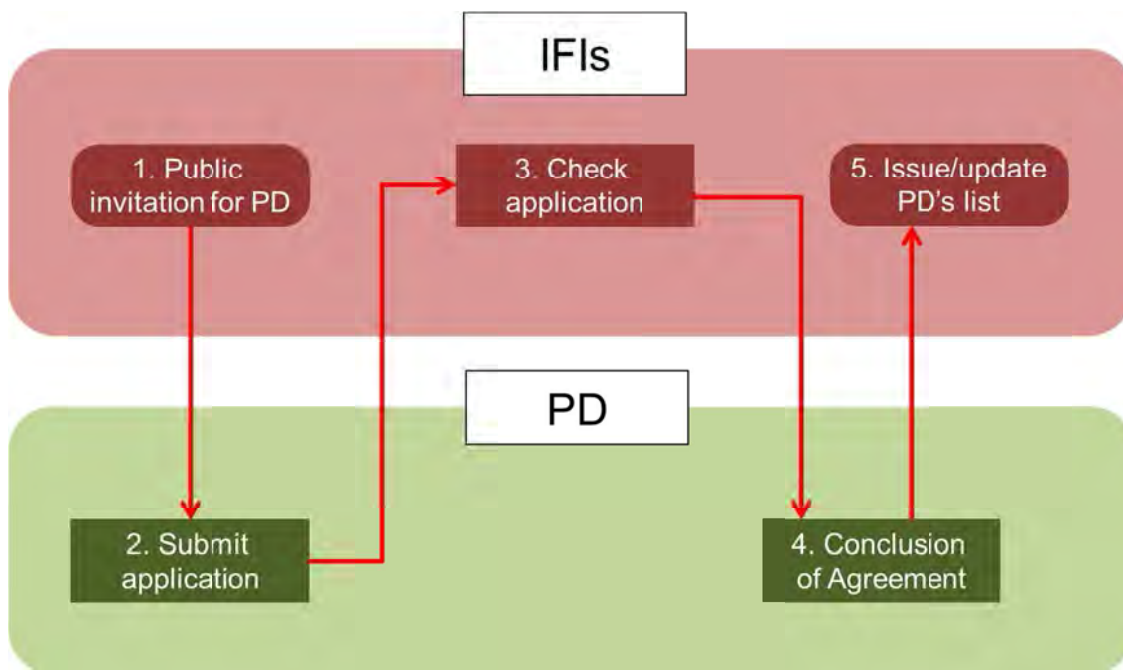 IFIs
1. Public
invitation for PD
3. Check
application
5. Issue/update
PD's list
PD
2. Submit
application
4. Conclusion
of Agreement